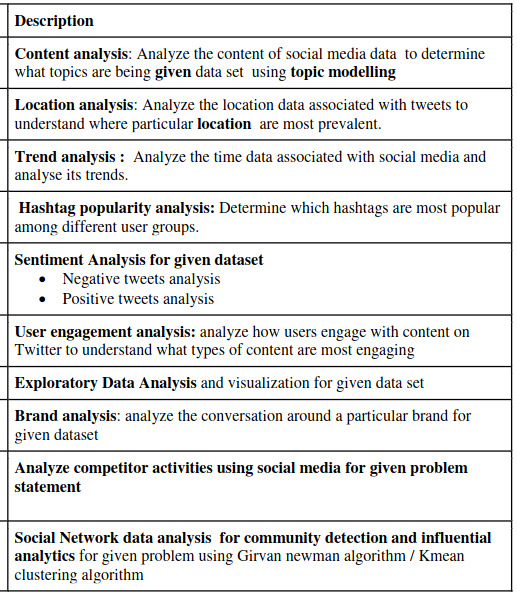 Description
Content analysis: Analyze the content of social media data to determine
what topics are being given data set using topic modelling
Location analysis: Analyze the location data associated with tweets to
understand where particular location are most prevalent.
Trend analysis : Analyze the time data associated with social media and
analyse its trends.
Hashtag popularity analysis: Determine which hashtags are most popular
among different user groups.
Sentiment Analysis for given dataset
• Negative tweets analysis
• Positive tweets analysis
User engagement analysis: analyze how users engage with content on
Twitter to understand what types of content are most engaging
Exploratory Data Analysis and visualization for given data set
Brand analysis: analyze the conversation around a particular brand for
given dataset
Analyze competitor activities using social media for given problem
statement
Social Network data analysis for community detection and influential
analytics for given problem using Girvan newman algorithm / Kmean
clustering algorithm